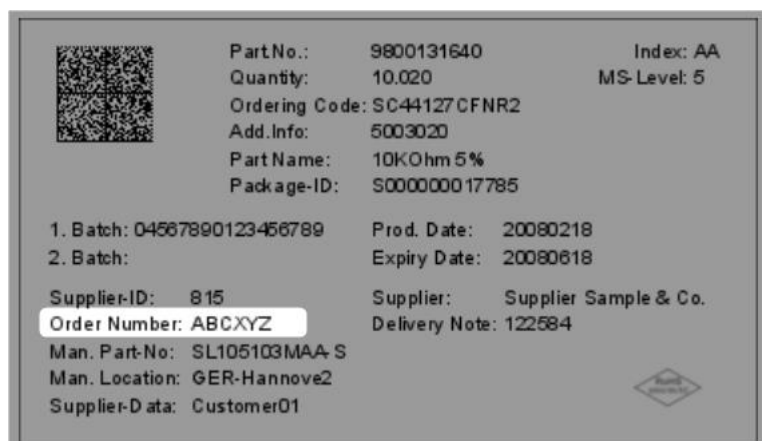 Part No.: 9800131640 Index: AA
Quantity: 10.020 MS-Level: 5
Ordering Code: SC44127CFNR2
Add.Info: 5003020
Part Name: 10KOhm 5%
Package-ID: S000000017785
1. Batch: 04567890123456789 Prod. Date: 20080218
2. Batch: Expiry Date: 20080618
Supplier-ID: 815 Supplier: Supplier Sample & Co.
Order Number: ABCXYZ Delivery Note: 122584
Man. Part-No: SL105103MAA-S
Man. Location: GER-Hannove2
Supplier-Data: Customer01
RoHS